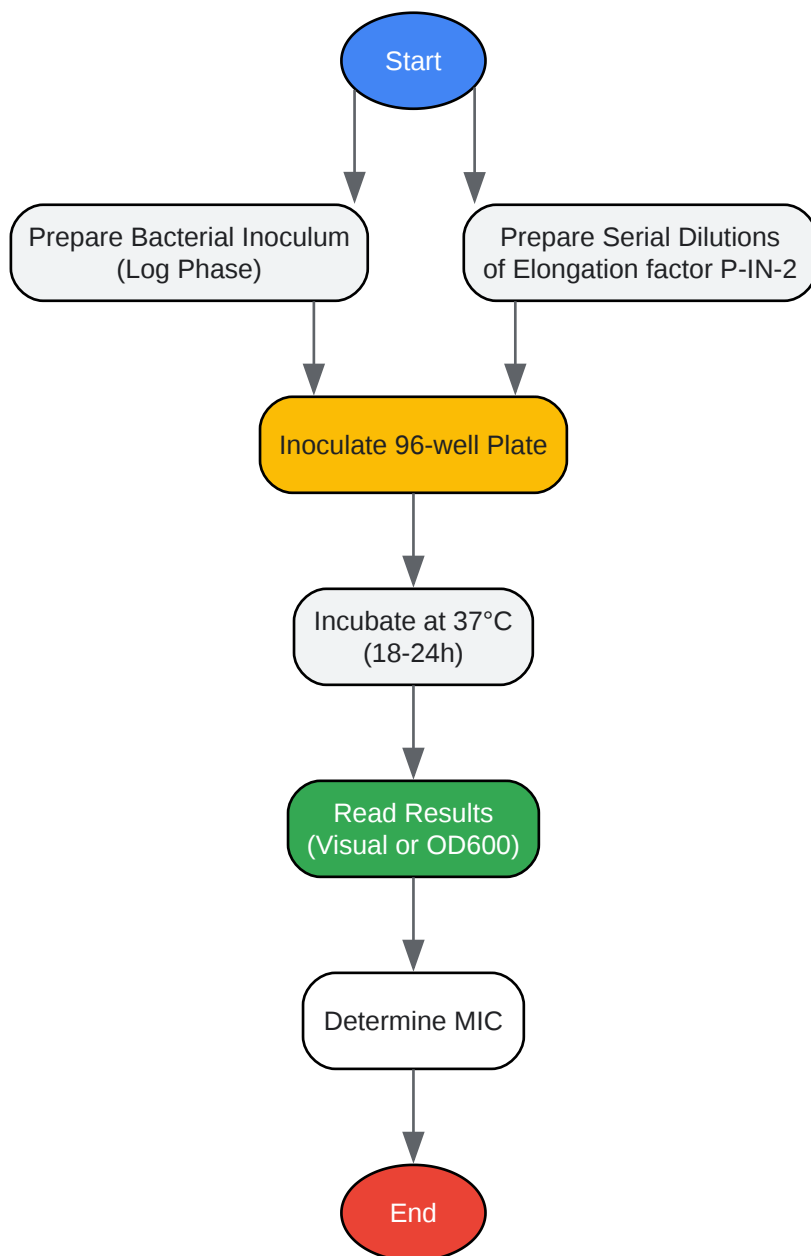 Start
Prepare Bacterial Inoculum
(Log Phase)
Prepare Serial Dilutions
of Elongation factor P-IN-2
Inoculate 96-well Plate
Incubate at 37°C
(18-24h)
Read Results
(Visual or OD600)
Determine MIC
End